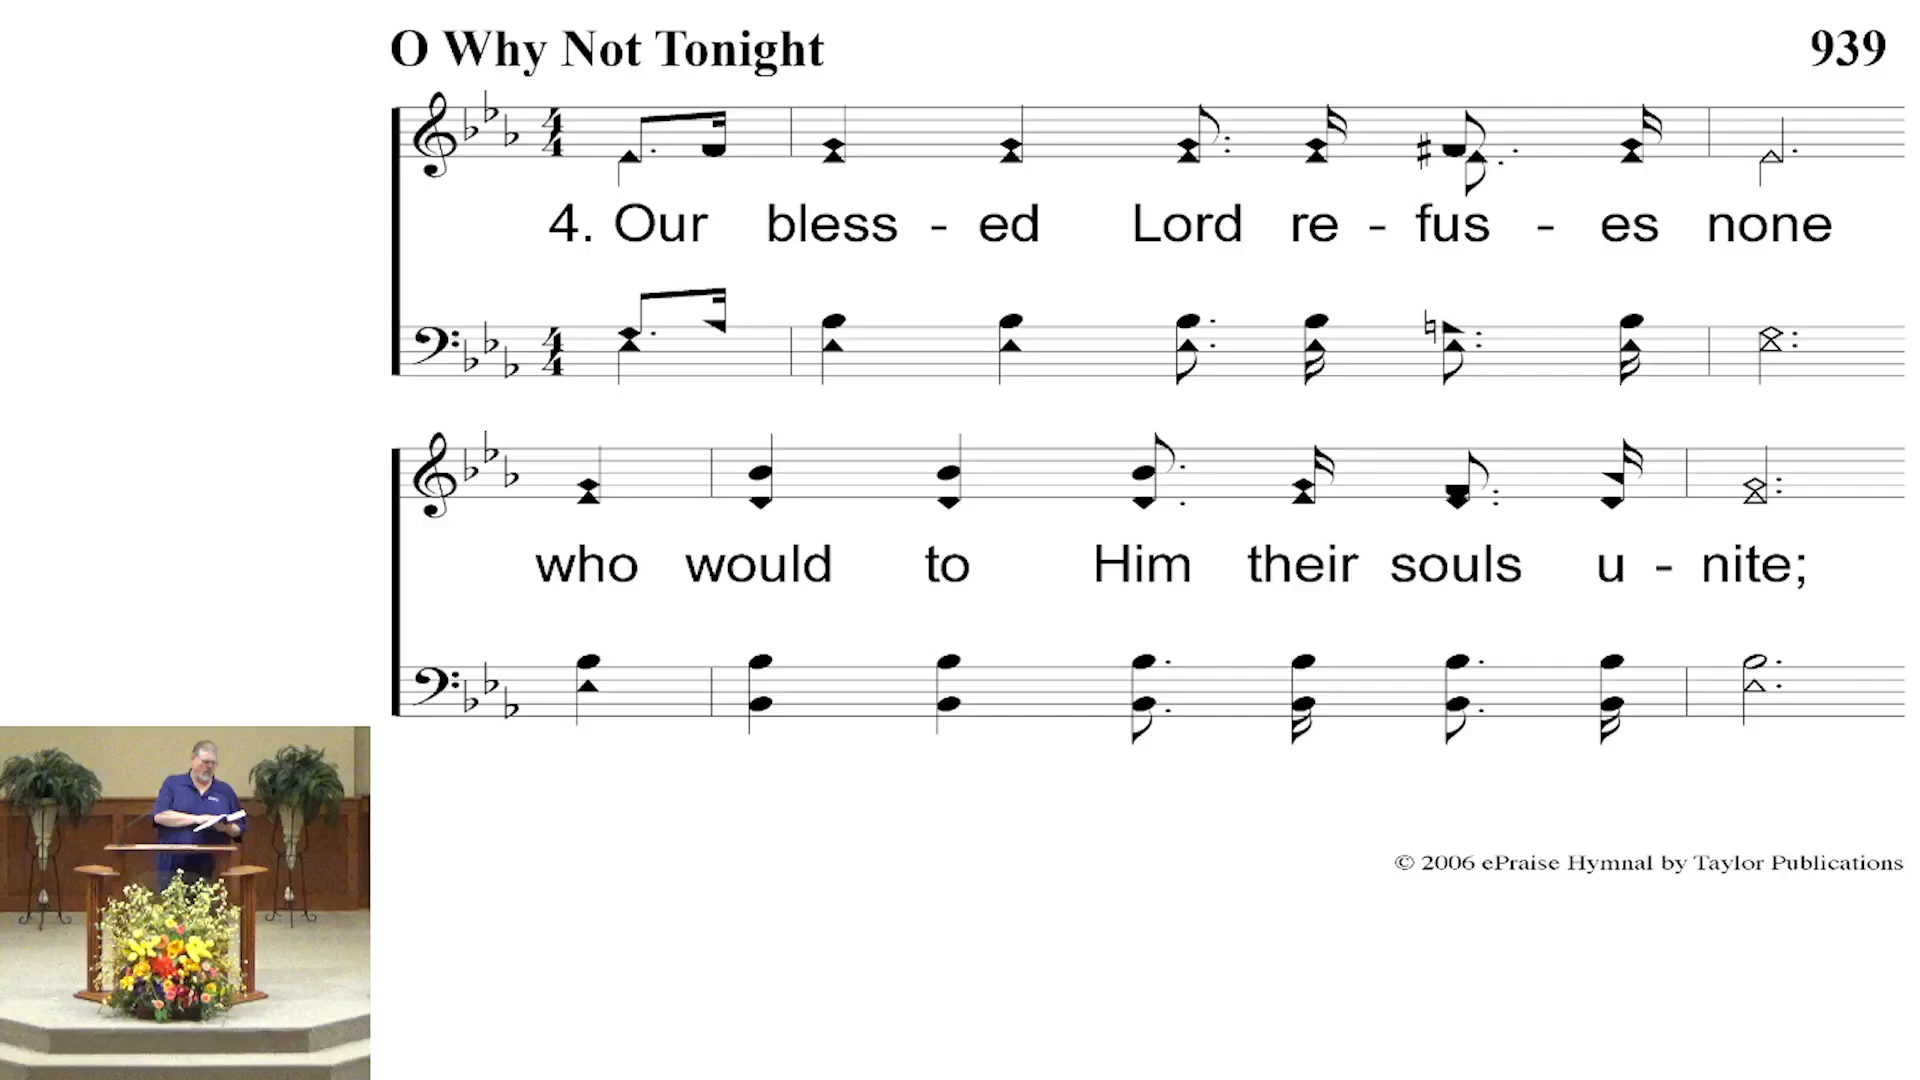 O Why Not Tonight 939
4. Our bless - ed Lord re - fus - es none
who would to Him their souls u - nite;
© 2006 ePraise Hymnal by Taylor Publications